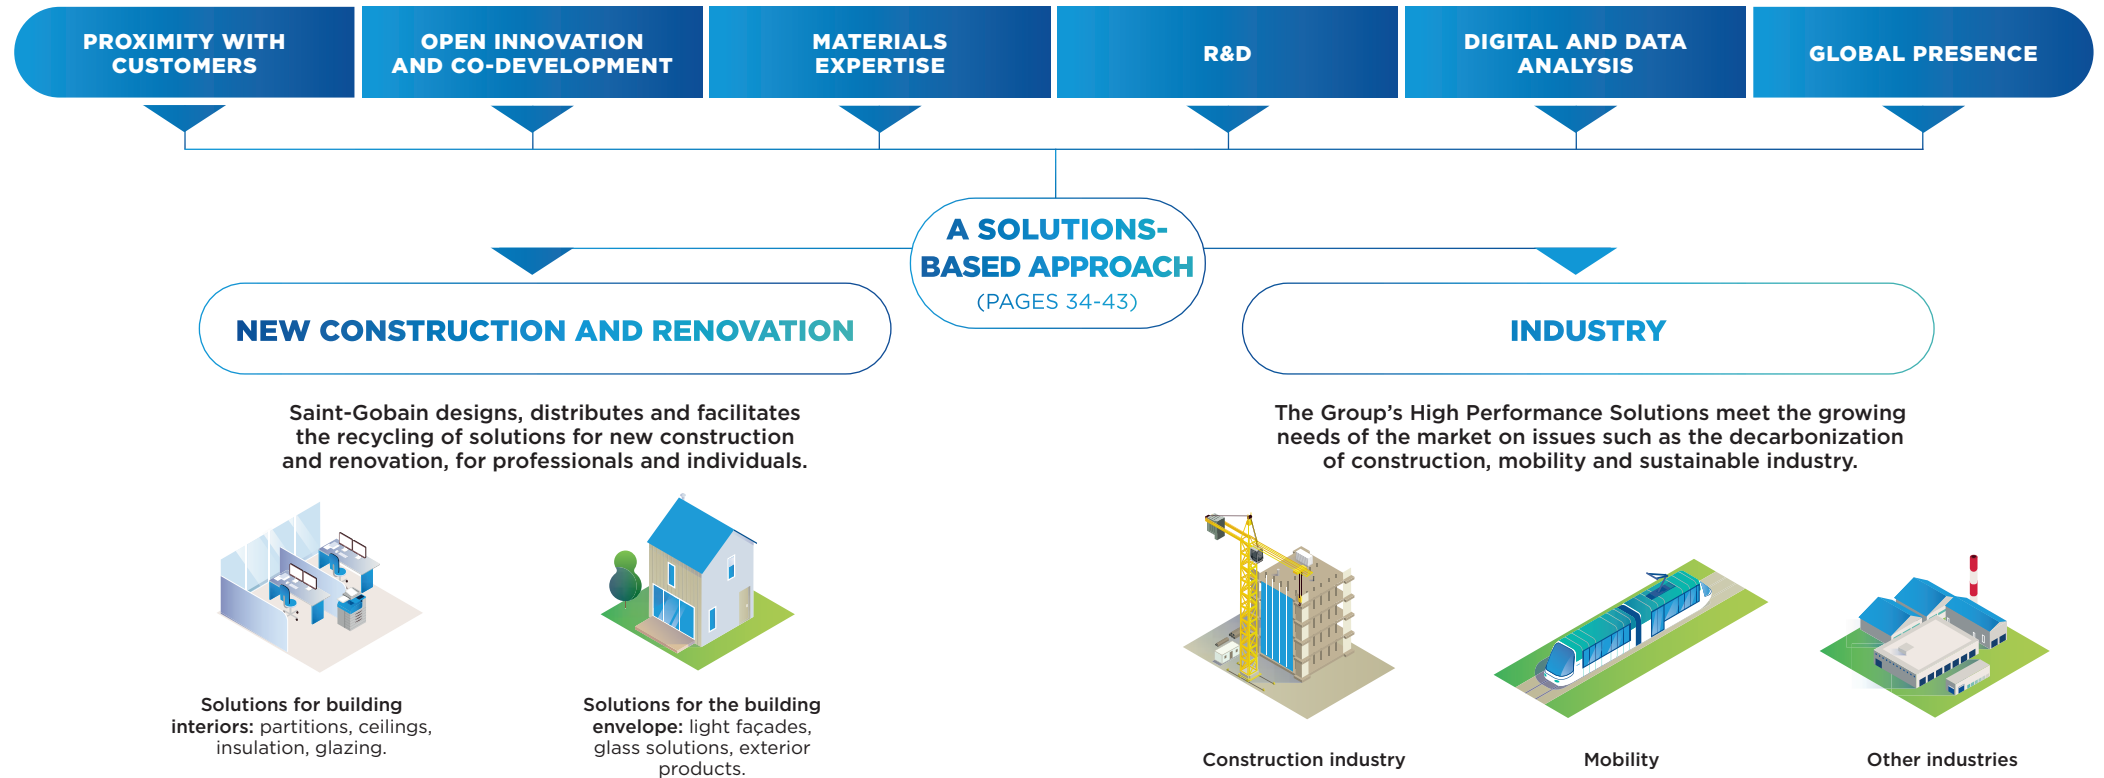 PROXIMITY WITH
CUSTOMERS
OPEN INNOVATION
AND CO-DEVELOPMENT
MATERIALS
EXPERTISE
R&D
DIGITAL AND DATA
ANALYSIS
GLOBAL PRESENCE
A SOLUTIONS-
BASED APPROACH
(PAGES 34-43)
NEW CONSTRUCTION AND RENOVATION
Saint-Gobain designs, distributes and facilitates
the recycling of solutions for new construction
and renovation, for professionals and individuals.
Solutions for building
interiors: partitions, ceilings,
insulation, glazing.
Solutions for the building
envelope: light façades,
glass solutions, exterior
products.
INDUSTRY
The Group’s High Performance Solutions meet the growing
needs of the market on issues such as the decarbonization
of construction, mobility and sustainable industry.
Construction industry
Mobility
Other industries